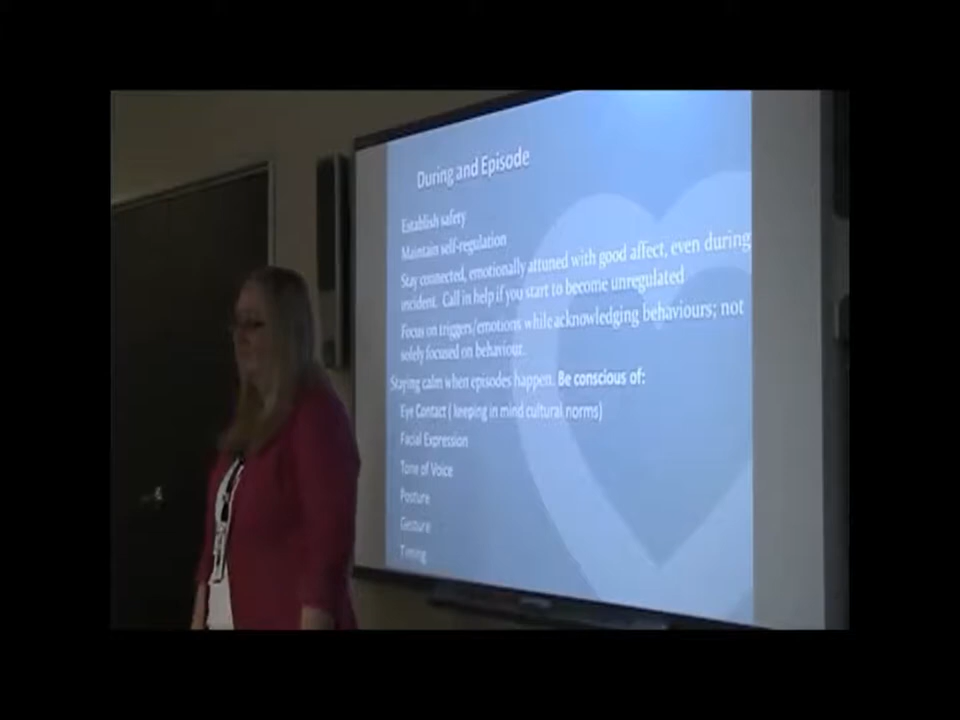 During and Episode
Establish safety
Maintain self-regulation
Stay connected, emotionally attuned with good affect, even during
incident. Call in help if you start to become unregulated
Focus on triggers/emotions while acknowledging behaviours; not
solely focused on behaviour.
Staying calm when episodes happen. Be conscious of:
Eye Contact ( keeping in mind cultural norms)
Facial Expression
Tone of Voice
Posture
Gesture
Timing